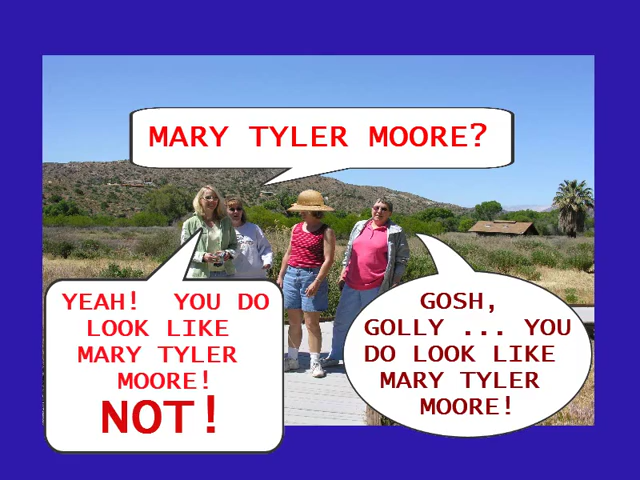 MARY TYLER MOORE?
YEAH!  YOU DO
LOOK LIKE
MARY TYLER
MOORE!
NOT!
GOSH,
GOLLY ... YOU
DO LOOK LIKE
MARY TYLER
MOORE!